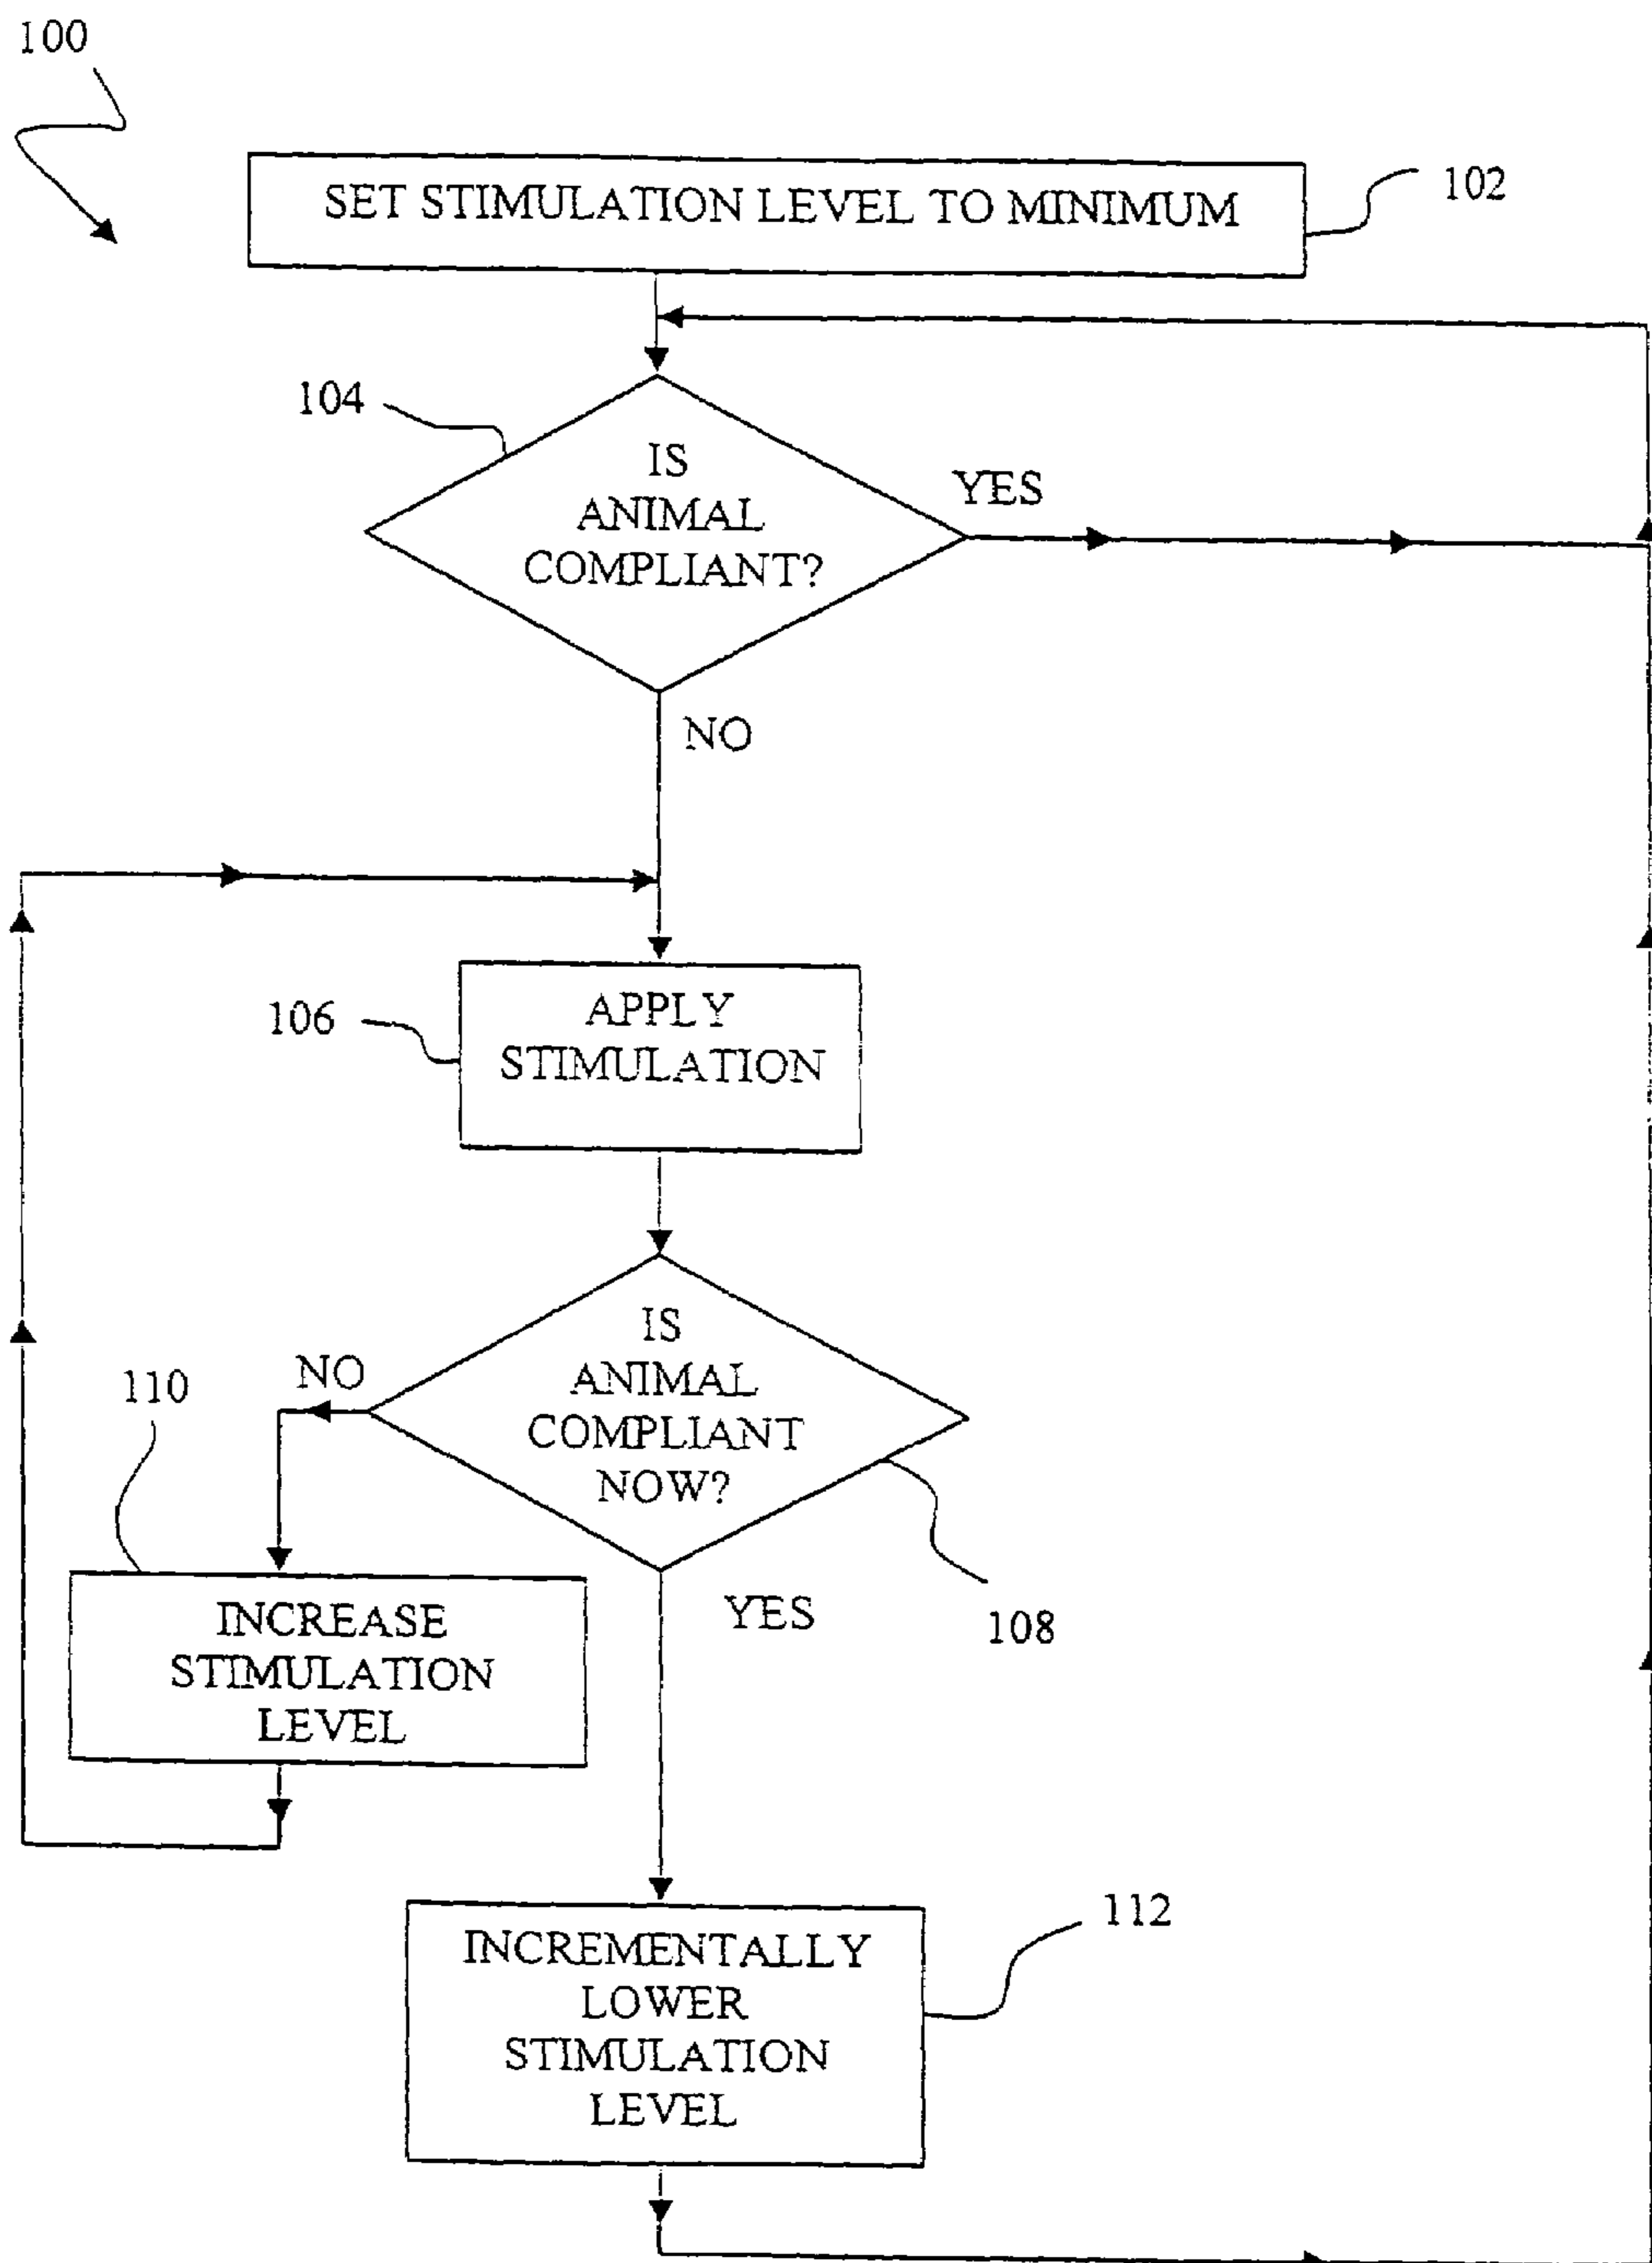 100
SET STIMULATION LEVEL TO MINIMUM
102
104
IS
ANIMAL
COMPLIANT?
YES
NO
106
APPLY
STIMULATION
IS
ANIMAL
COMPLIANT
NOW?
NO
110
YES
108
INCREASE
STIMULATION
LEVEL
112
INCREMENTALLY
LOWER
STIMULATION
LEVEL